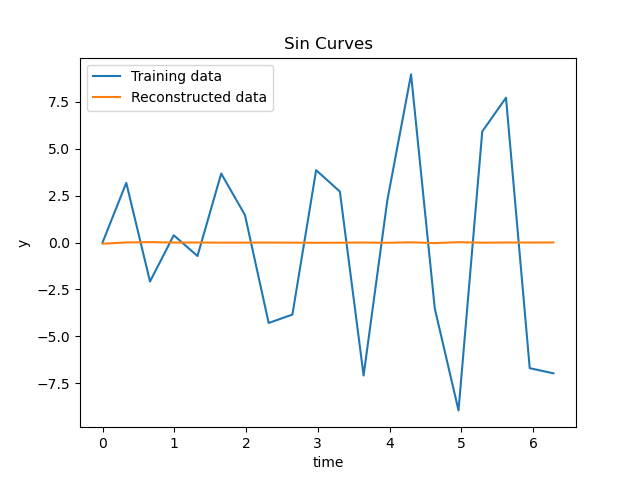 Sin Curves
Training data
Reconstructed data
7.5
5.0
2.5
0.0
−2.5
−5.0
−7.5
y
0 1 2 3 4 5 6
time